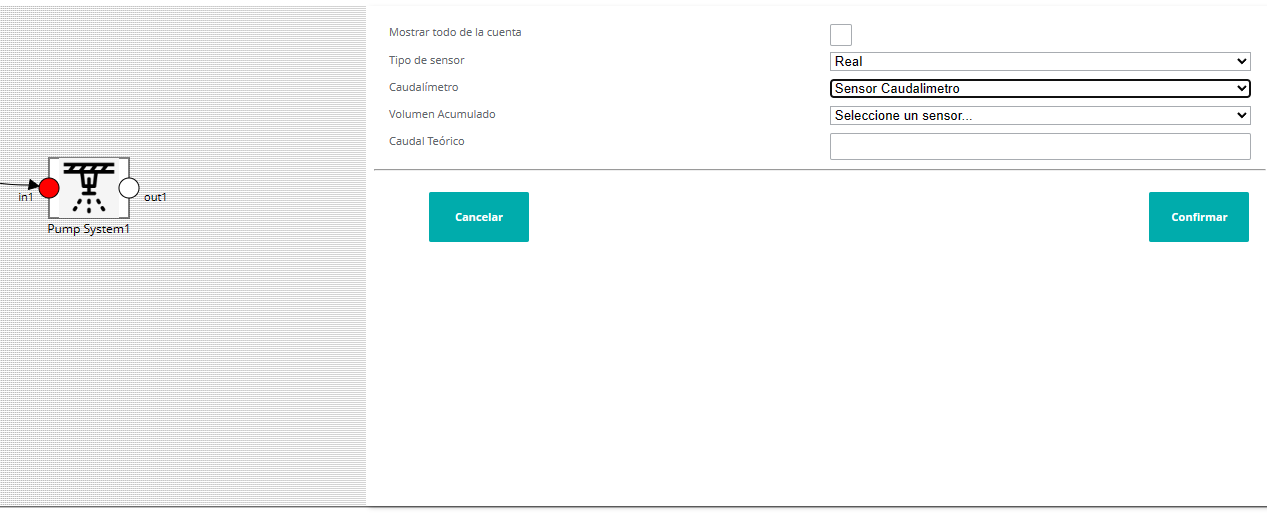 Mostrar todo de la cuenta
Tipo de sensor
Real
Caudalímetro
Sensor Caudalimetro
Volumen Acumulado
Seleccione un sensor...
Caudal Teórico
in1
out1
Pump System1
Cancelar
Confirmar